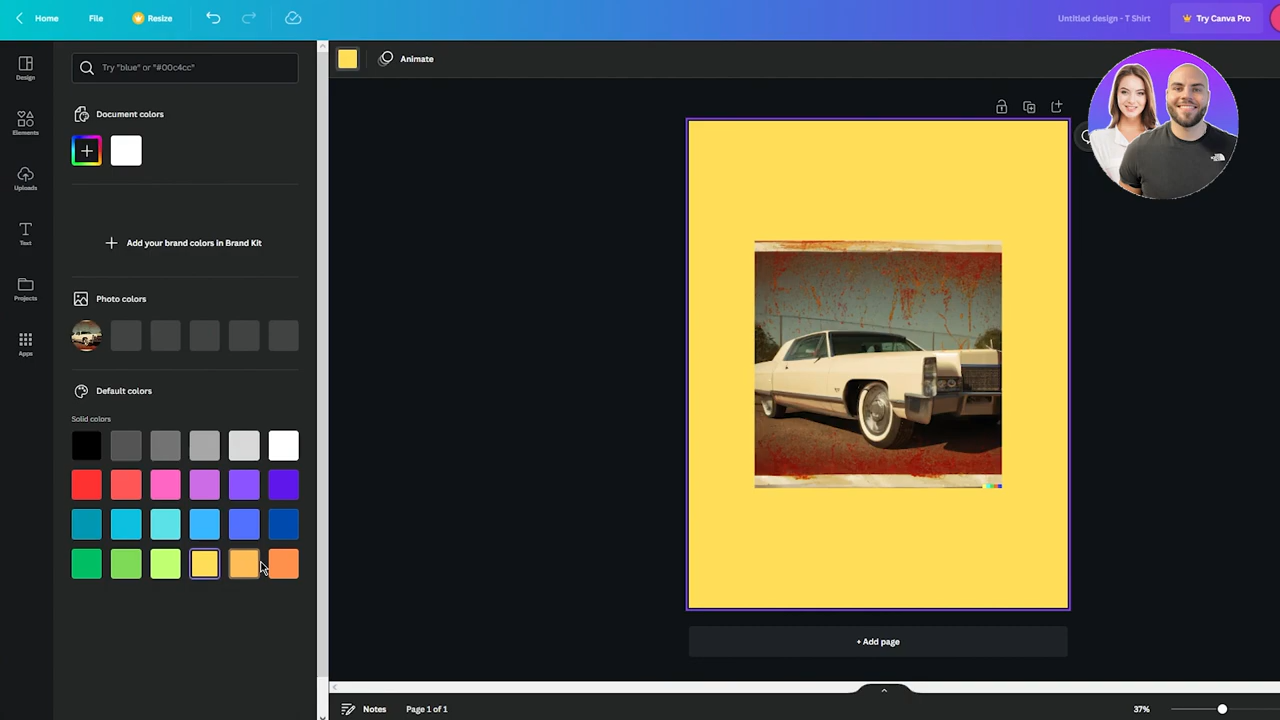 Home File Resize Untitled design - T Shirt Try Canva Pro
Design
Elements
Uploads
Text
Projects
Apps
Try "blue" or "#00c4cc"
Document colors
Add your brand colors in Brand Kit
Photo colors
Default colors
Solid colors
Animate
+ Add page
Notes Page 1 of 1 37%